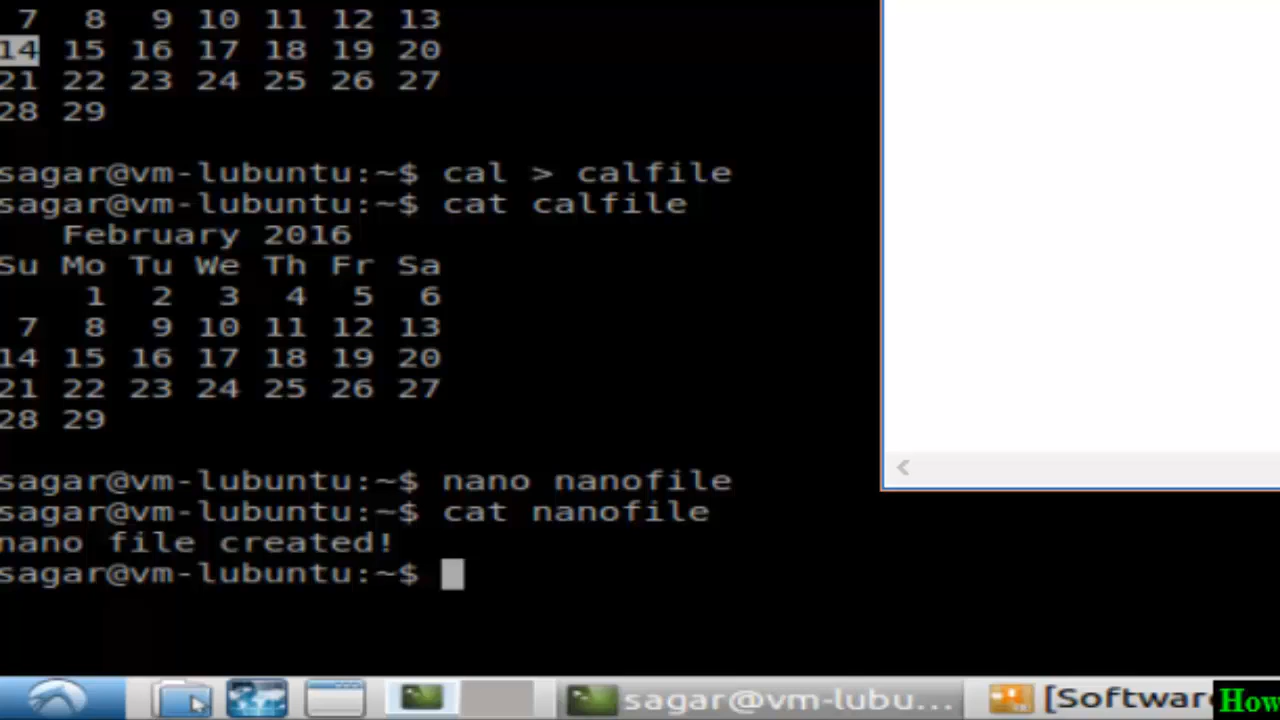 7 8 9 10 11 12 13
14 15 16 17 18 19 20
21 22 23 24 25 26 27
28 29
sagar@vm-lubuntu:~$ cal > calfile
sagar@vm-lubuntu:~$ cat calfile
February 2016
Su Mo Tu We Th Fr Sa
1 2 3 4 5 6
7 8 9 10 11 12 13
14 15 16 17 18 19 20
21 22 23 24 25 26 27
28 29
sagar@vm-lubuntu:~$ nano nanofile
sagar@vm-lubuntu:~$ cat nanofile
nano file created!
sagar@vm-lubuntu:~$
sagar@vm-lubu... [Software How